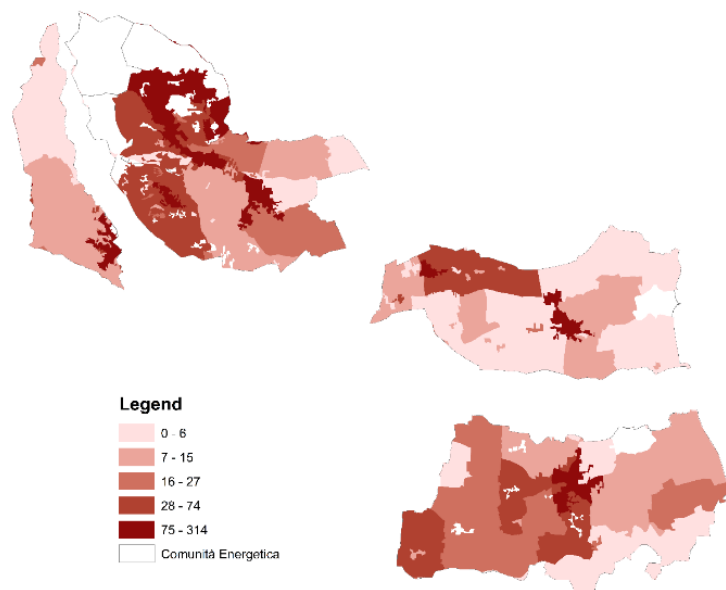 Legend
0 - 6
7 - 15
16 - 27
28 - 74
75 - 314
Comunità Energetica